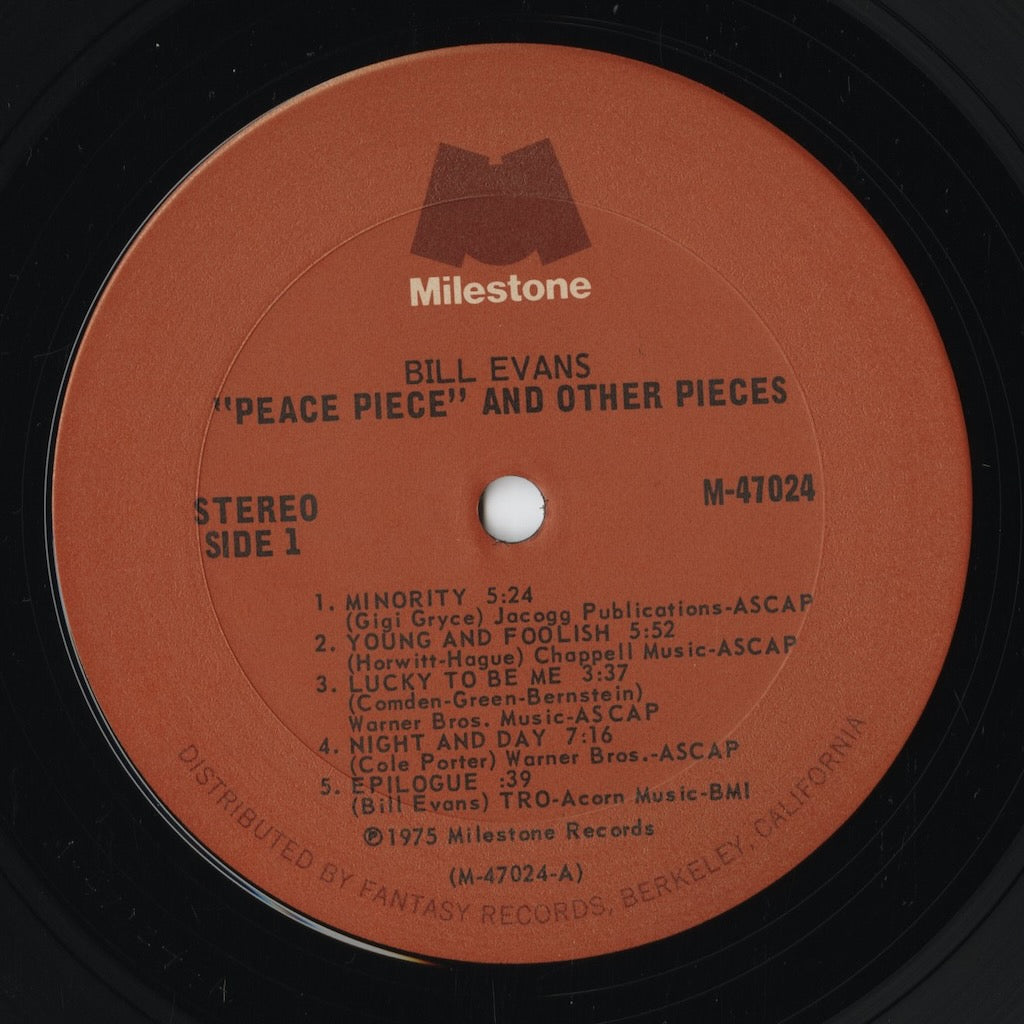 Milestone
BILL EVANS
"PEACE PIECE" AND OTHER PIECES
STEREO
SIDE 1
M-47024
1. MINORITY 5:24
(Gigi Gryce) Jacogg Publications-ASCAP
2. YOUNG AND FOOLISH 5:52
(Horwitt-Hague) Chappell Music-ASCAP
3. LUCKY TO BE ME 3:37
(Comden-Green-Bernstein)
Warner Bros. Music-ASCAP
4. NIGHT AND DAY 7:16
(Cole Porter) Warner Bros.-ASCAP
5. EPILOGUE :39
(Bill Evans) TRO-Acorn Music-BMI
℗1975 Milestone Records
(M-47024-A)
DISTRIBUTED BY FANTASY RECORDS, BERKELEY, CALIFORNIA